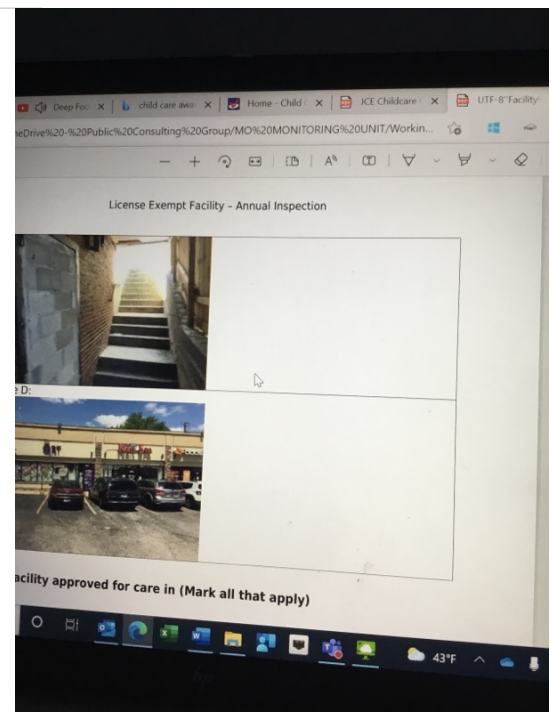 Deep Foc
child care awa
Home - Child
JCE Childcare
UTF-8''Facility
neDrive%20-%20Public%20Consulting%20Group/MO%20MONITORING%20UNIT/Workin...
License Exempt Facility - Annual Inspection
e D:
acility approved for care in (Mark all that apply)
43°F
hp